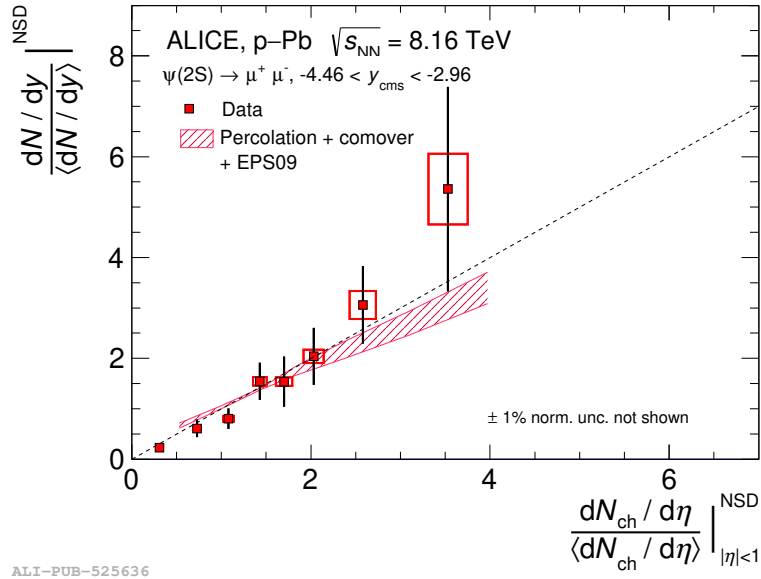 ALICE, p−Pb √sNN = 8.16 TeV
ψ(2S) → μ+ μ-, -4.46 < ycms < -2.96
Data
Percolation + comover
+ EPS09
dN / dy
⟨dN / dy⟩
NSD
8
6
4
2
0
± 1% norm. unc. not shown
0 2 4 6
dNch / dη
⟨dNch / dη⟩
NSD
|η|<1
ALI-PUB-525636